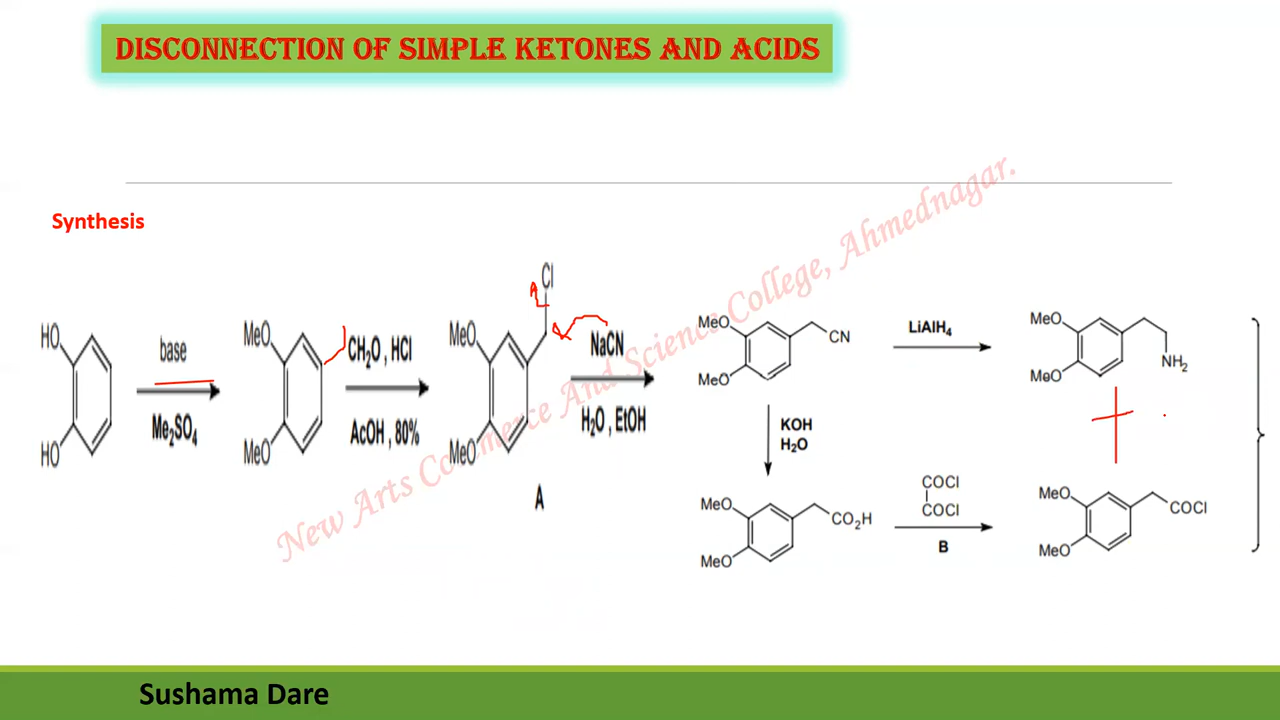 DISCONNECTION OF SIMPLE KETONES AND ACIDS
Synthesis
HO
HO
base
Me2SO4
MeO
MeO
CH2O , HCl
AcOH , 80%
Cl
MeO
MeO
A
NaCN
H2O , EtOH
MeO
MeO
CN
LiAlH4
MeO
MeO
NH2
KOH
H2O
MeO
MeO
CO2H
COCl
COCl
B
MeO
MeO
COCl
New Arts Commerce And Science College, Ahmednagar.
Sushama Dare